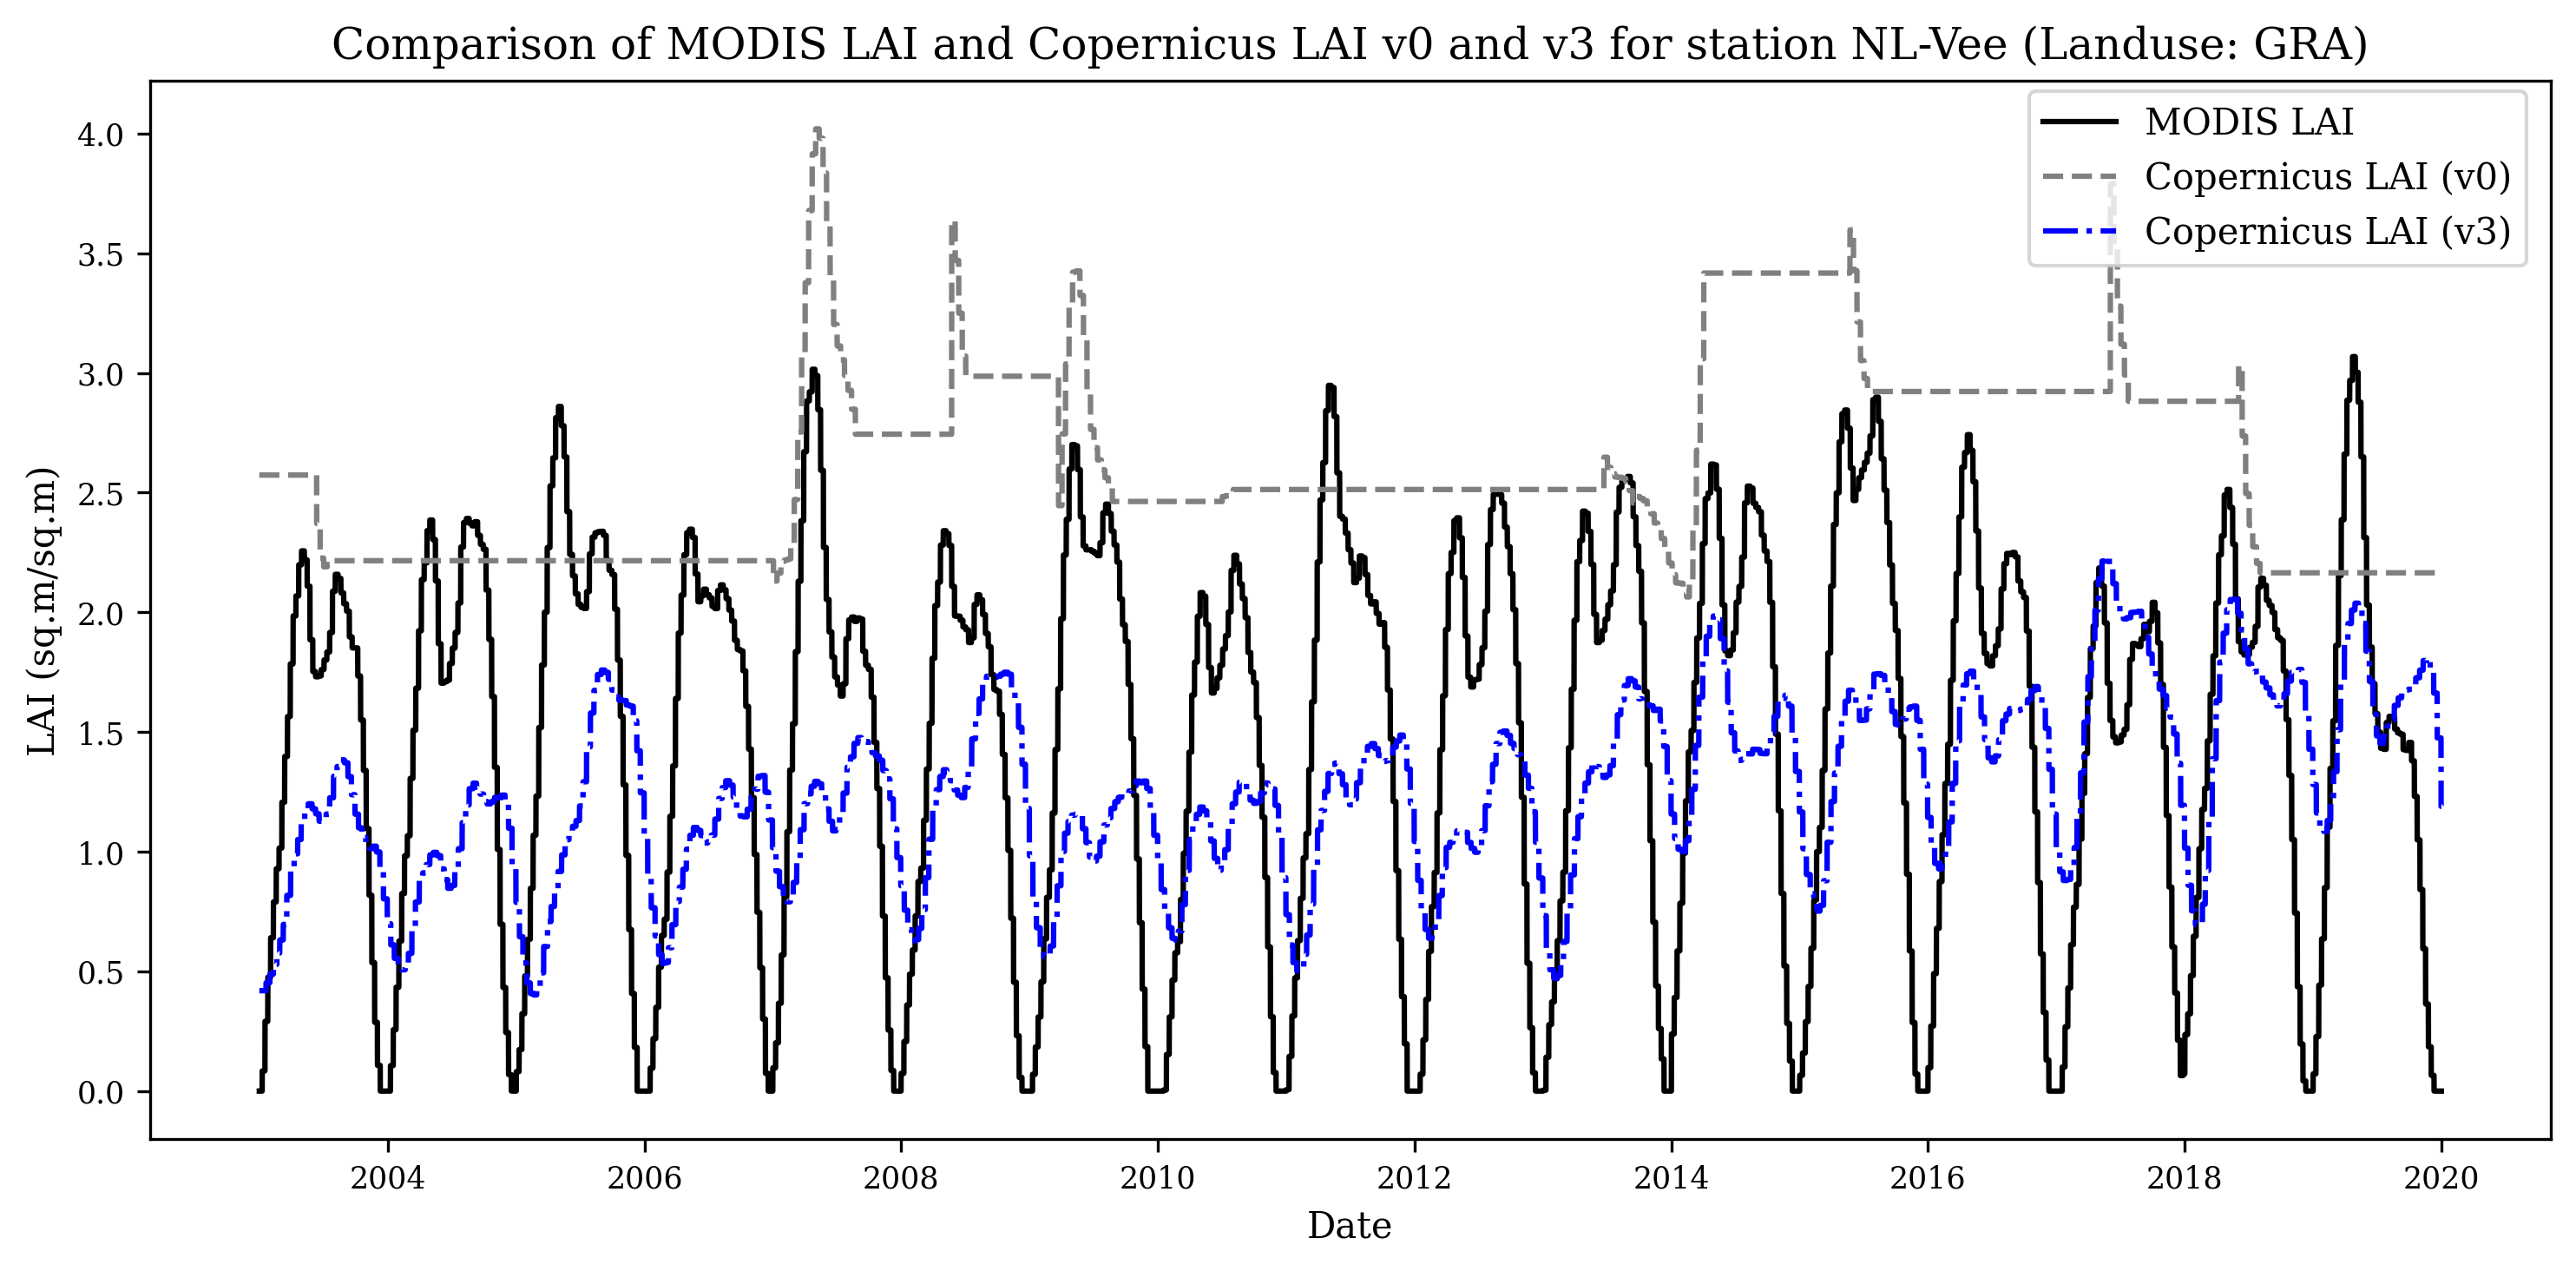 Comparison of MODIS LAI and Copernicus LAI v0 and v3 for station NL-Vee (Landuse: GRA)
MODIS LAI
Copernicus LAI (v0)
Copernicus LAI (v3)
LAI (sq.m/sq.m)
4.0
3.5
3.0
2.5
2.0
1.5
1.0
0.5
0.0
2004 2006 2008 2010 2012 2014 2016 2018 2020
Date